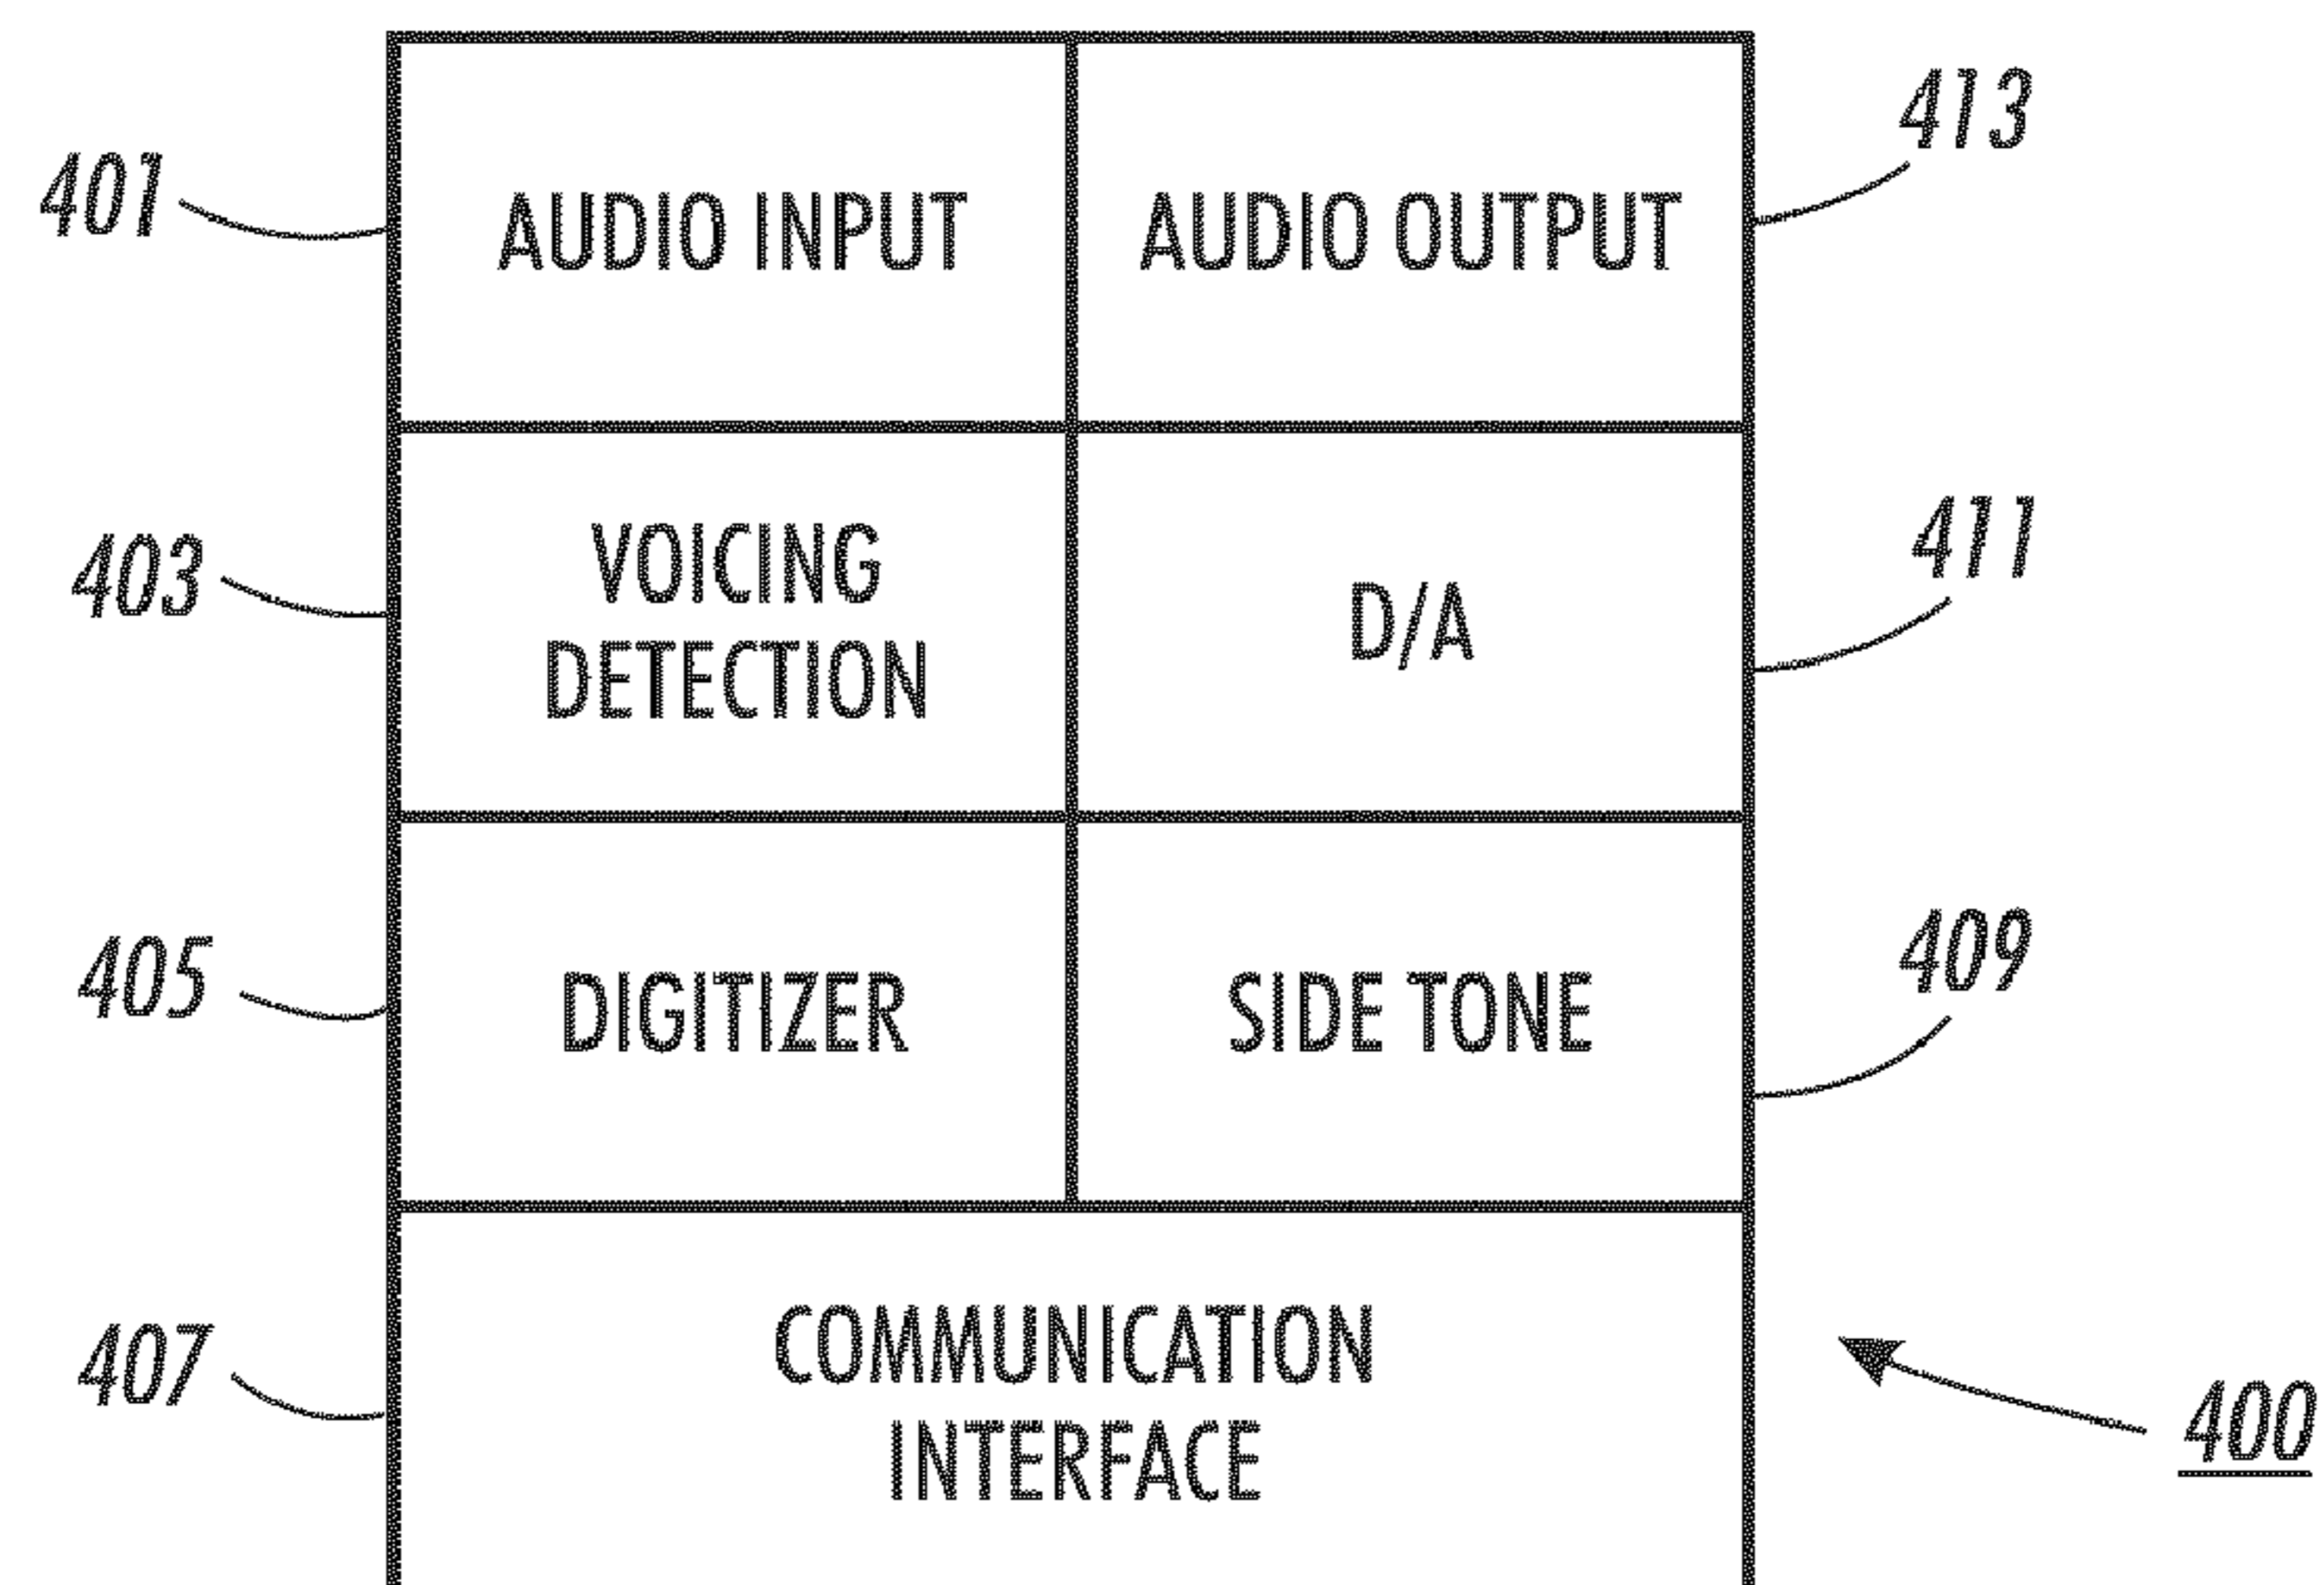 413
401
AUDIO INPUT
AUDIO OUTPUT
403
VOICING
DETECTION
D/A
411
405
DIGITIZER
SIDE TONE
409
407
COMMUNICATION
INTERFACE
400